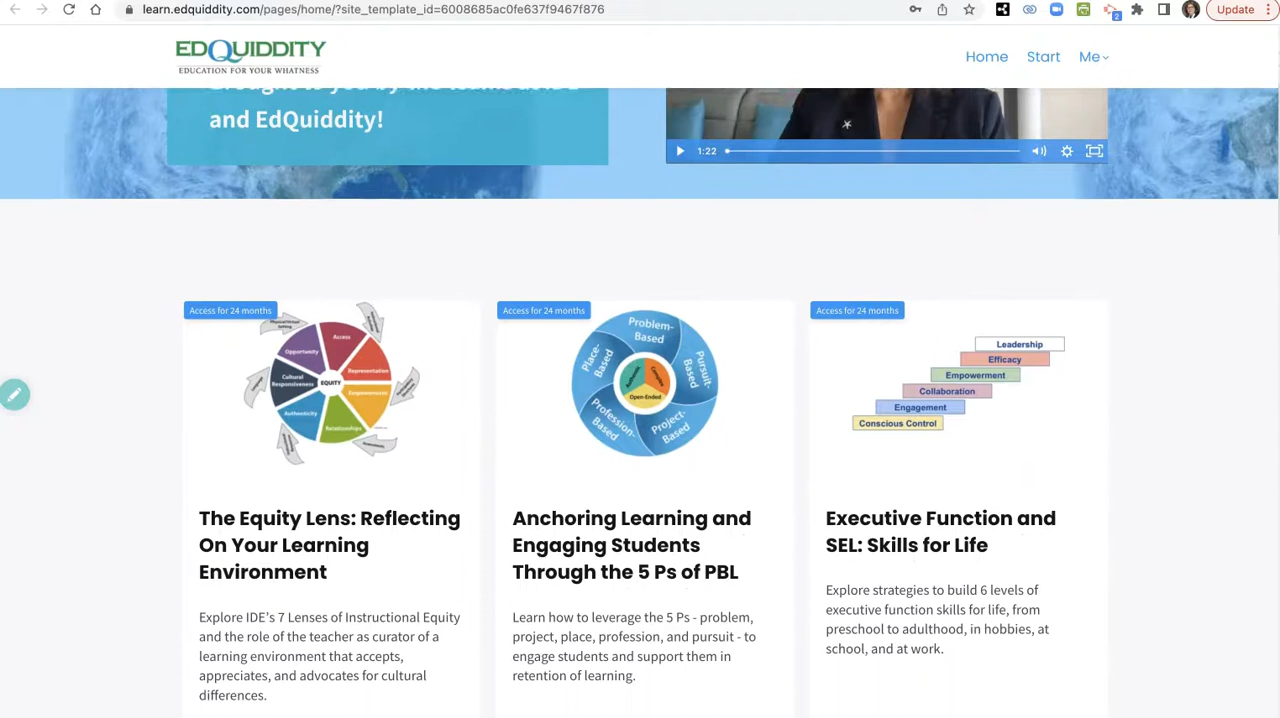 learn.edquiddity.com/pages/home/?site_template_id=6008685ac0fe637f9467f876
2
Update
EDQUIDDITY
EDUCATION FOR YOUR WHATNESS
Home Start Me
and EdQuiddity!
1:22
Access for 24 months
Access
Opportunity
Representation
Cultural
Responsiveness
EQUITY
Empowerment
Authenticity
Relationships
The Equity Lens: Reflecting
On Your Learning
Environment
Explore IDE’s 7 Lenses of Instructional Equity
and the role of the teacher as curator of a
learning environment that accepts,
appreciates, and advocates for cultural
differences.
Access for 24 months
Problem-
Based
Place-
Based
Pursuit-
Based
Authentic
Complex
Open-Ended
Profession-
Based
Project-
Based
Anchoring Learning and
Engaging Students
Through the 5 Ps of PBL
Learn how to leverage the 5 Ps - problem,
project, place, profession, and pursuit - to
engage students and support them in
retention of learning.
Access for 24 months
Leadership
Efficacy
Empowerment
Collaboration
Engagement
Conscious Control
Executive Function and
SEL: Skills for Life
Explore strategies to build 6 levels of
executive function skills for life, from
preschool to adulthood, in hobbies, at
school, and at work.